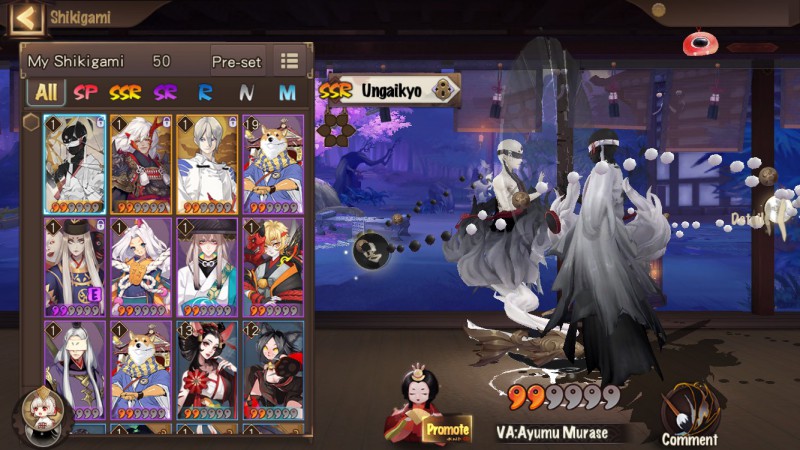 Shikigami
My Shikigami 50 Pre-set
All SP SSR SR R N M
SSR Ungaikyo
1 1 1 19
1 1 1 1
1 1 13 12
E
Promote
VA:Ayumu Murase
Comment